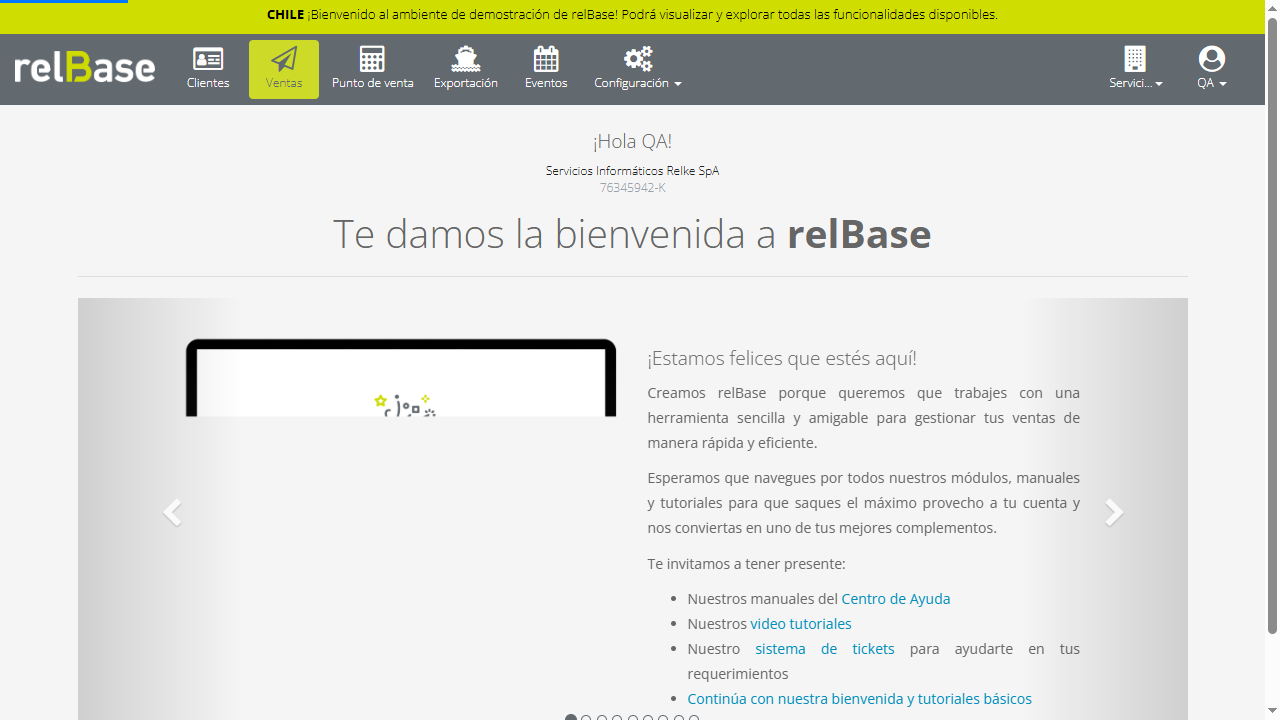 CHILE ¡Bienvenido al ambiente de demostración de relBase! Podrá visualizar y explorar todas las funcionalidades disponibles.
relBase
Clientes
Ventas
Punto de venta
Exportación
Eventos
Configuración
Servici...
QA
¡Hola QA!
Servicios Informáticos Relke SpA
76345942-K
Te damos la bienvenida a relBase
¡Estamos felices que estés aquí!
Creamos relBase porque queremos que trabajes con una
herramienta sencilla y amigable para gestionar tus ventas de
manera rápida y eficiente.
Esperamos que navegues por todos nuestros módulos, manuales
y tutoriales para que saques el máximo provecho a tu cuenta y
nos conviertas en uno de tus mejores complementos.
Te invitamos a tener presente:
• Nuestros manuales del Centro de Ayuda
• Nuestros video tutoriales
• Nuestro sistema de tickets para ayudarte en tus
requerimientos
• Continúa con nuestra bienvenida y tutoriales básicos